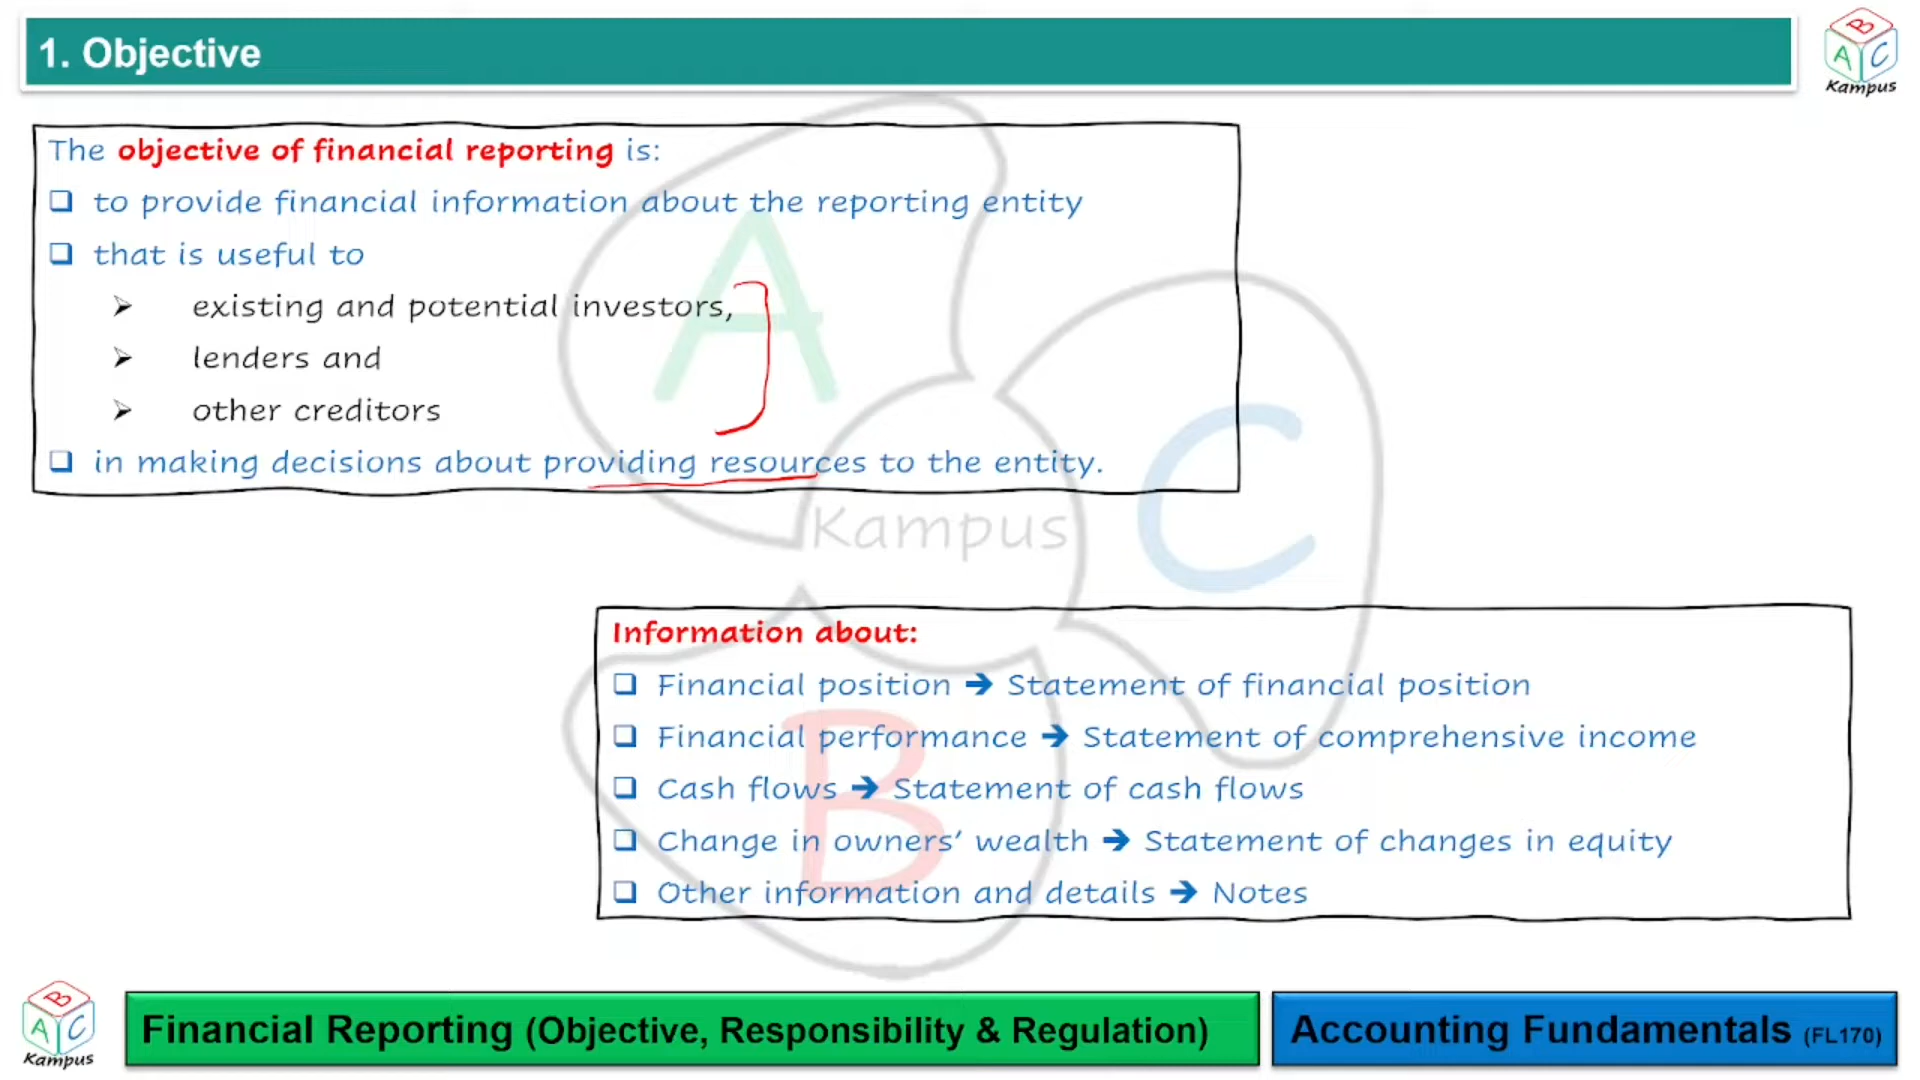 1. Objective
B
A C
Kampus
The objective of financial reporting is:
❑ to provide financial information about the reporting entity
❑ that is useful to
➢ existing and potential investors,
➢ lenders and
➢ other creditors
❑ in making decisions about providing resources to the entity.
A
C
Kampus
B
Information about:
❑ Financial position ➔ Statement of financial position
❑ Financial performance ➔ Statement of comprehensive income
❑ Cash flows ➔ Statement of cash flows
❑ Change in owners’ wealth ➔ Statement of changes in equity
❑ Other information and details ➔ Notes
B
A C
Kampus
Financial Reporting (Objective, Responsibility & Regulation)
Accounting Fundamentals (FL170)